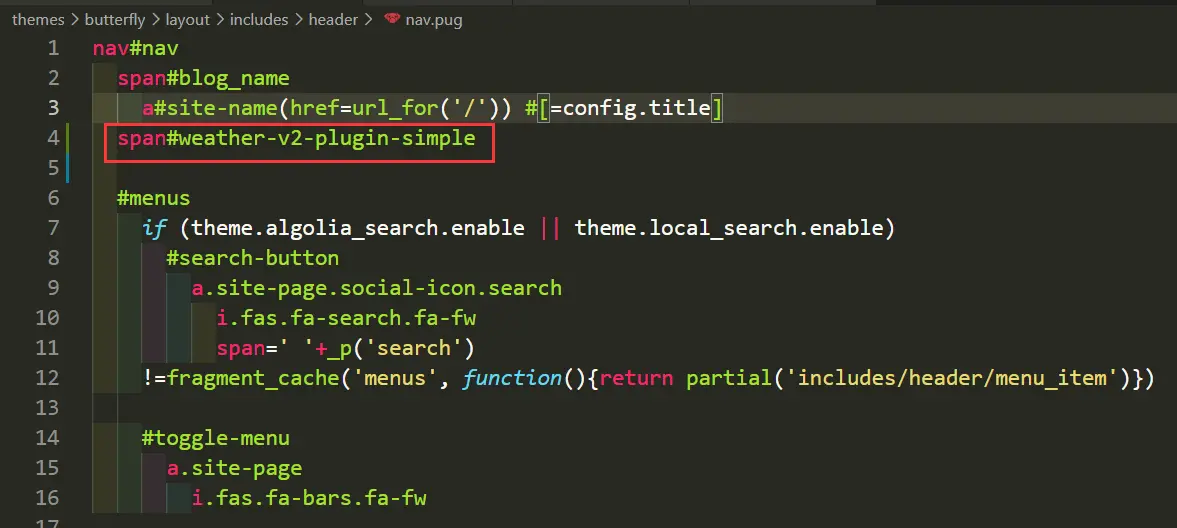 themes > butterfly > layout > includes > header > nav.pug
1 nav#nav
2 span#blog_name
3 a#site-name(href=url_for('/')) #[=config.title]
4 span#weather-v2-plugin-simple
5
6 #menus
7 if (theme.algolia_search.enable || theme.local_search.enable)
8 #search-button
9 a.site-page.social-icon.search
10 i.fas.fa-search.fa-fw
11 span=' '+_p('search')
12 !=fragment_cache('menus', function(){return partial('includes/header/menu_item')})
13
14 #toggle-menu
15 a.site-page
16 i.fas.fa-bars.fa-fw
17